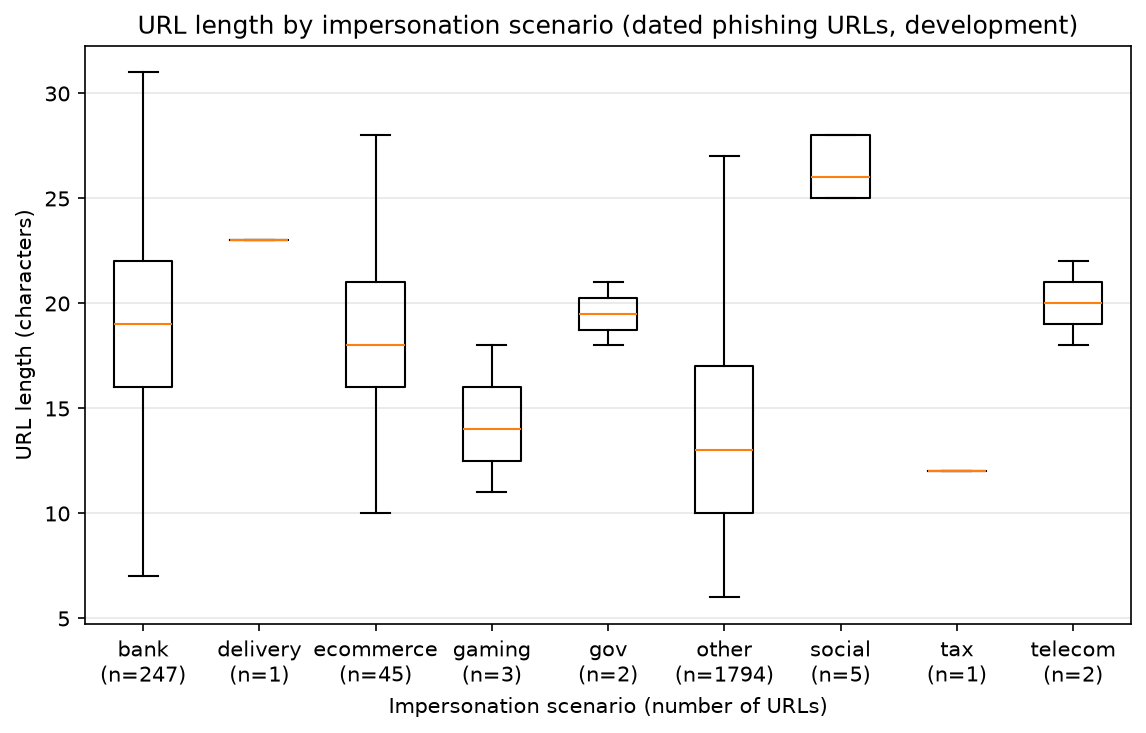 URL length by impersonation scenario (dated phishing URLs, development)
URL length (characters)
30
25
20
15
10
5
bank delivery ecommerce gaming gov other social tax telecom
(n=247) (n=1) (n=45) (n=3) (n=2) (n=1794) (n=5) (n=1) (n=2)
Impersonation scenario (number of URLs)